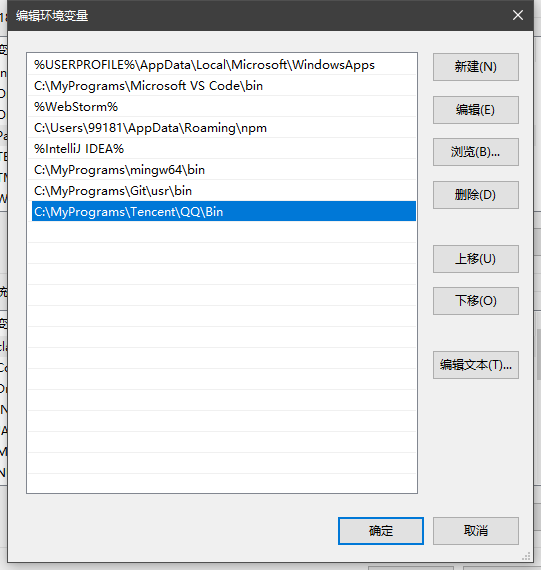 编辑环境变量
%USERPROFILE%\AppData\Local\Microsoft\WindowsApps
C:\MyPrograms\Microsoft VS Code\bin
%WebStorm%
C:\Users\99181\AppData\Roaming\npm
%IntelliJ IDEA%
C:\MyPrograms\mingw64\bin
C:\MyPrograms\Git\usr\bin
C:\MyPrograms\Tencent\QQ\Bin
新建(N)
编辑(E)
浏览(B)...
删除(D)
上移(U)
下移(O)
编辑文本(T)...
确定
取消